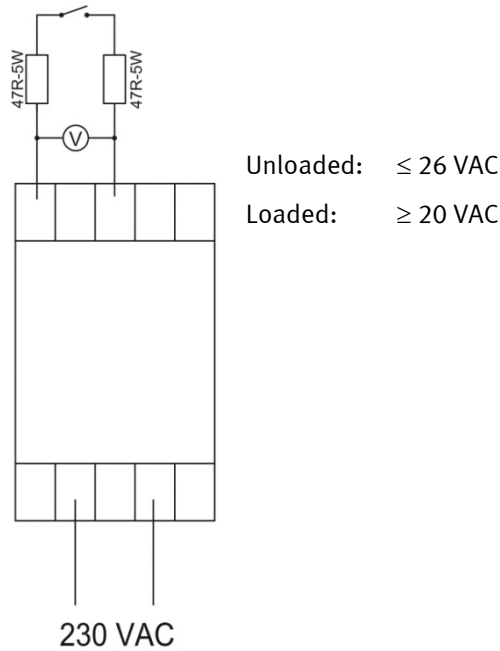 47R-5W
47R-5W
V
Unloaded: ≤ 26 VAC
Loaded: ≥ 20 VAC
230 VAC